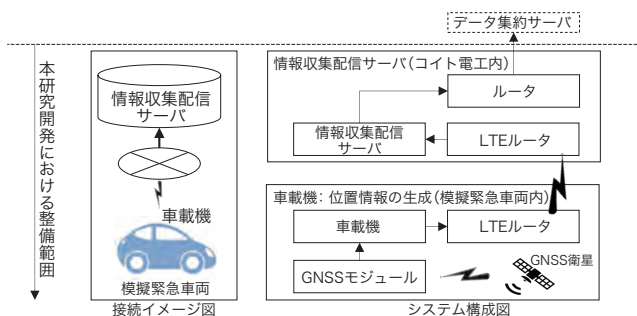 データ集約サーバ
本研究開発における整備範囲
情報収集配信
サーバ
車載機
模擬緊急車両
接続イメージ図
情報収集配信サーバ(コイト電工内)
ルータ
情報収集配信
サーバ
LTEルータ
車載機:位置情報の生成(模擬緊急車両内)
車載機
LTEルータ
GNSSモジュール
GNSS衛星
システム構成図